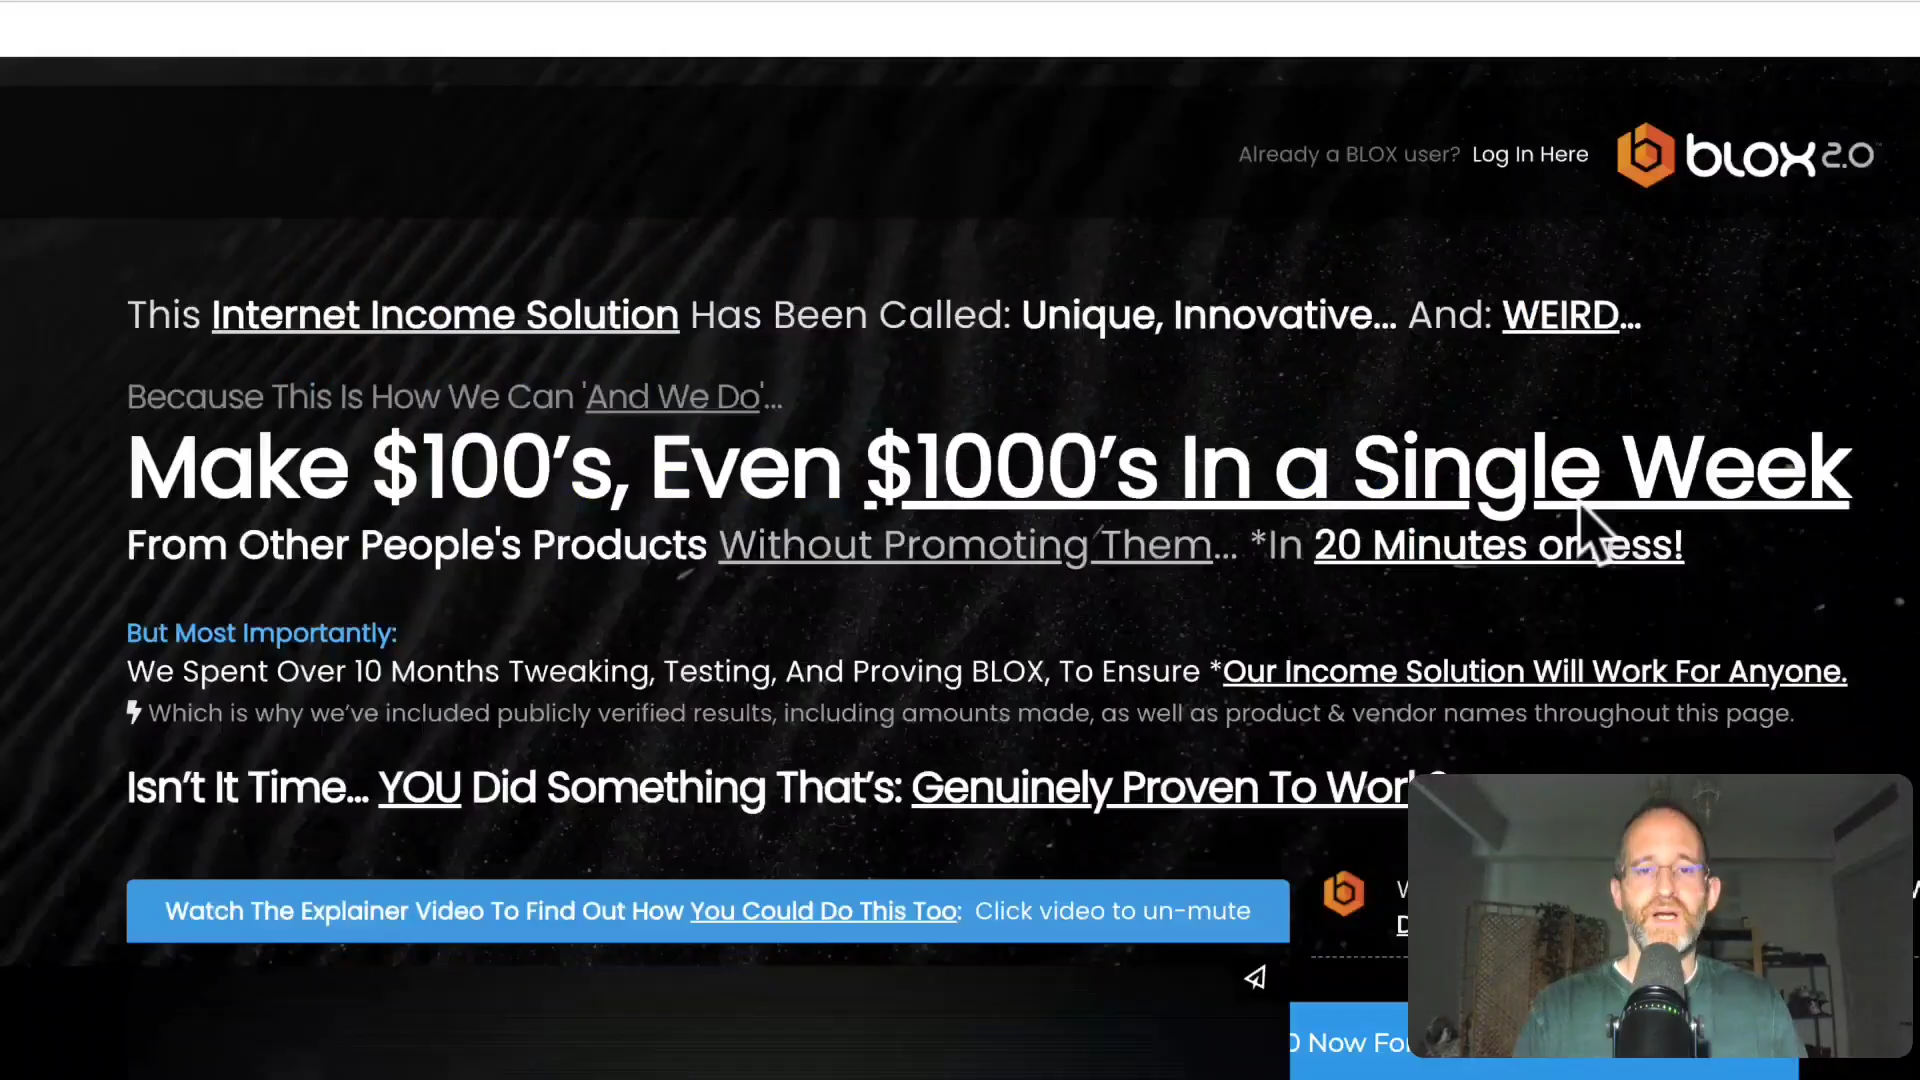 Already a BLOX user? Log In Here
blox 2.0
This Internet Income Solution Has Been Called: Unique, Innovative... And: WEIRD...
Because This Is How We Can 'And We Do'...
Make $100's, Even $1000's In a Single Week
From Other People's Products Without Promoting Them... *In 20 Minutes or Less!
But Most Importantly:
We Spent Over 10 Months Tweaking, Testing, And Proving BLOX, To Ensure *Our Income Solution Will Work For Anyone.
Which is why we've included publicly verified results, including amounts made, as well as product & vendor names throughout this page.
Isn't It Time... YOU Did Something That's: Genuinely Proven To Work?
Watch The Explainer Video To Find Out How You Could Do This Too: Click video to un-mute
Now For